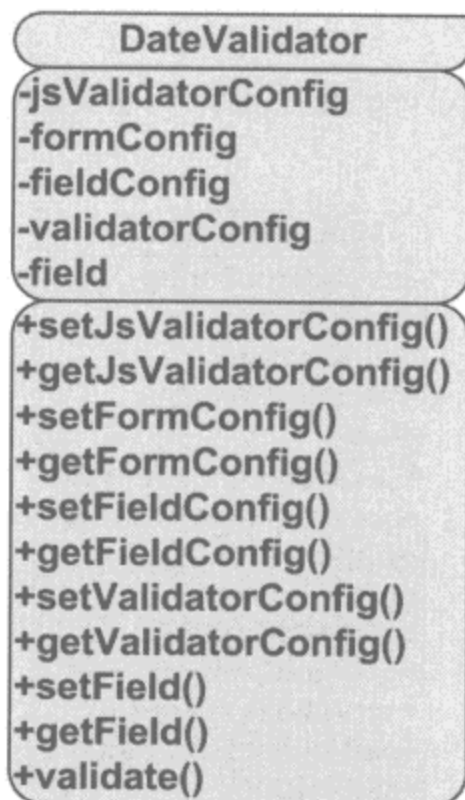 DateValidator
-jsValidatorConfig
-formConfig
-fieldConfig
-validatorConfig
-field
+setJsValidatorConfig()
+getJsValidatorConfig()
+setFormConfig()
+getFormConfig()
+setFieldConfig()
+getFieldConfig()
+setValidatorConfig()
+getValidatorConfig()
+setField()
+getField()
+validate()